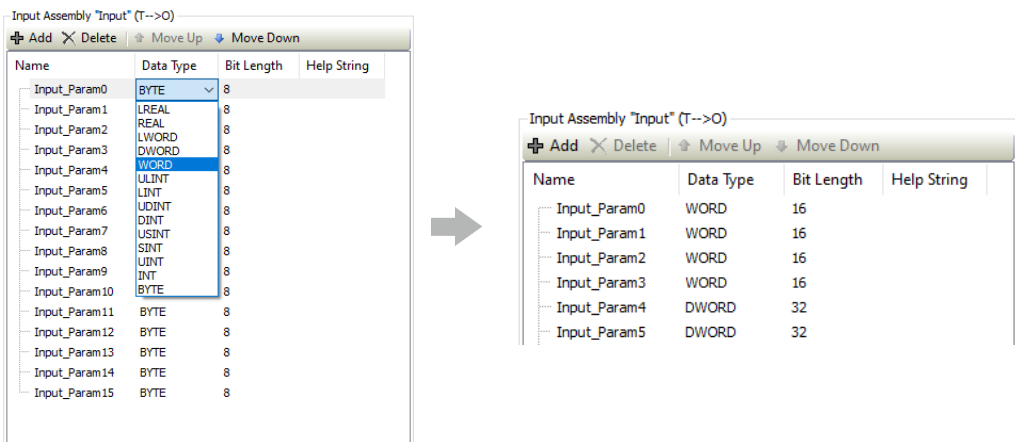 Input Assembly "Input" (T-->O)
Add Delete Move Up Move Down
Name Data Type Bit Length Help String
Input_Param0 BYTE 8
Input_Param1 8
Input_Param2 8
Input_Param3 8
Input_Param4 8
Input_Param5 8
Input_Param6 8
Input_Param7 8
Input_Param8 8
Input_Param9 8
Input_Param10 8
Input_Param11 BYTE 8
Input_Param12 BYTE 8
Input_Param13 BYTE 8
Input_Param14 BYTE 8
Input_Param15 BYTE 8
LREAL
REAL
LWORD
DWORD
WORD
ULINT
LINT
UDINT
DINT
USINT
SINT
UINT
INT
BYTE
Input Assembly "Input" (T-->O)
Add Delete Move Up Move Down
Name Data Type Bit Length Help String
Input_Param0 WORD 16
Input_Param1 WORD 16
Input_Param2 WORD 16
Input_Param3 WORD 16
Input_Param4 DWORD 32
Input_Param5 DWORD 32